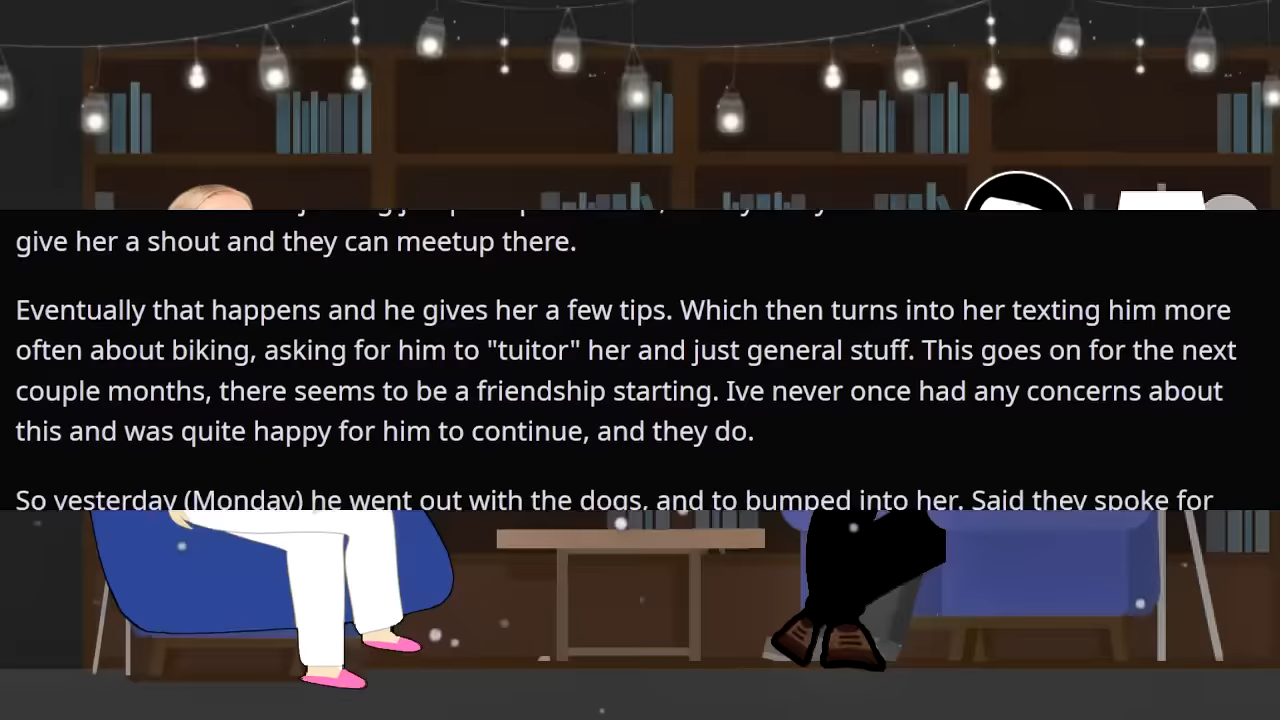 give her a shout and they can meetup there.
Eventually that happens and he gives her a few tips. Which then turns into her texting him more
often about biking, asking for him to "tuitor" her and just general stuff. This goes on for the next
couple months, there seems to be a friendship starting. Ive never once had any concerns about
this and was quite happy for him to continue, and they do.
So yesterday (Monday) he went out with the dogs, and to bumped into her. Said they spoke for